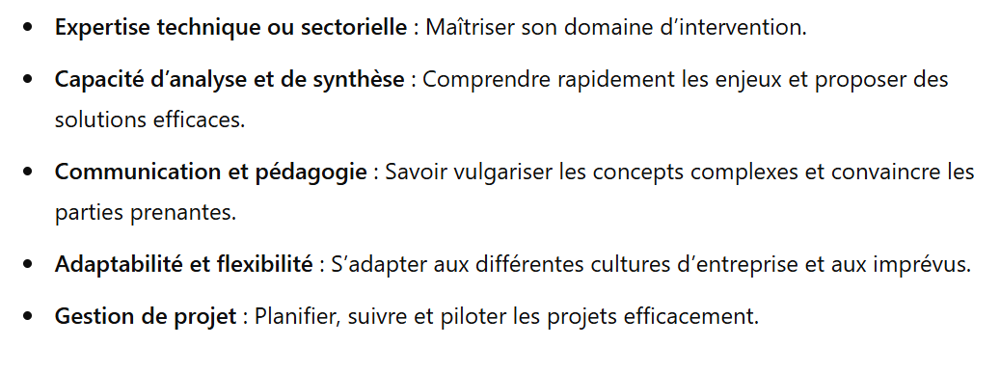 • Expertise technique ou sectorielle : Maîtriser son domaine d’intervention.
• Capacité d’analyse et de synthèse : Comprendre rapidement les enjeux et proposer des
solutions efficaces.
• Communication et pédagogie : Savoir vulgariser les concepts complexes et convaincre les
parties prenantes.
• Adaptabilité et flexibilité : S’adapter aux différentes cultures d’entreprise et aux imprévus.
• Gestion de projet : Planifier, suivre et piloter les projets efficacement.